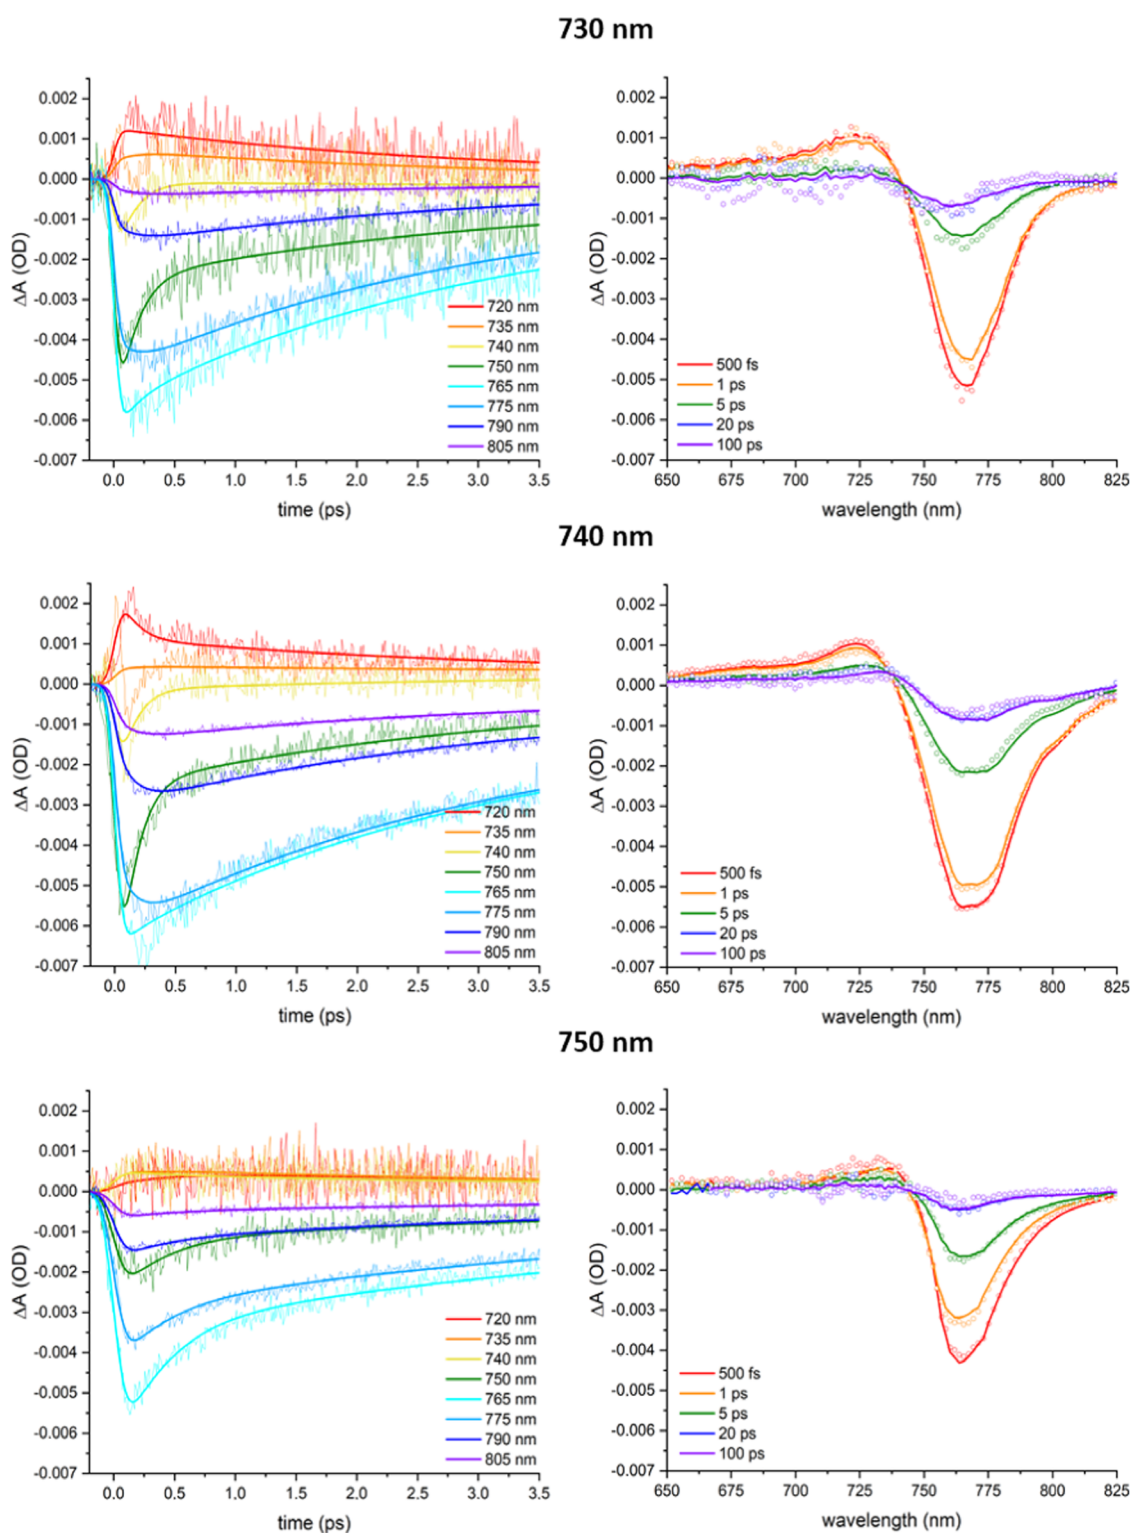 730 nm
0.002
0.001
0.000
-0.001
-0.002
-0.003
-0.004
-0.005
-0.006
-0.007
ΔA (OD)
720 nm
735 nm
740 nm
750 nm
765 nm
775 nm
790 nm
805 nm
0.0 0.5 1.0 1.5 2.0 2.5 3.0 3.5
time (ps)
0.002
0.001
0.000
-0.001
-0.002
-0.003
-0.004
-0.005
-0.006
-0.007
ΔA (OD)
500 fs
1 ps
5 ps
20 ps
100 ps
650 675 700 725 750 775 800 825
wavelength (nm)
740 nm
0.002
0.001
0.000
-0.001
-0.002
-0.003
-0.004
-0.005
-0.006
-0.007
ΔA (OD)
720 nm
735 nm
740 nm
750 nm
765 nm
775 nm
790 nm
805 nm
0.0 0.5 1.0 1.5 2.0 2.5 3.0 3.5
time (ps)
0.002
0.001
0.000
-0.001
-0.002
-0.003
-0.004
-0.005
-0.006
-0.007
ΔA (OD)
500 fs
1 ps
5 ps
20 ps
100 ps
650 675 700 725 750 775 800 825
wavelength (nm)
750 nm
0.002
0.001
0.000
-0.001
-0.002
-0.003
-0.004
-0.005
-0.006
-0.007
ΔA (OD)
720 nm
735 nm
740 nm
750 nm
765 nm
775 nm
790 nm
805 nm
0.0 0.5 1.0 1.5 2.0 2.5 3.0 3.5
time (ps)
0.002
0.001
0.000
-0.001
-0.002
-0.003
-0.004
-0.005
-0.006
-0.007
ΔA (OD)
500 fs
1 ps
5 ps
20 ps
100 ps
650 675 700 725 750 775 800 825
wavelength (nm)